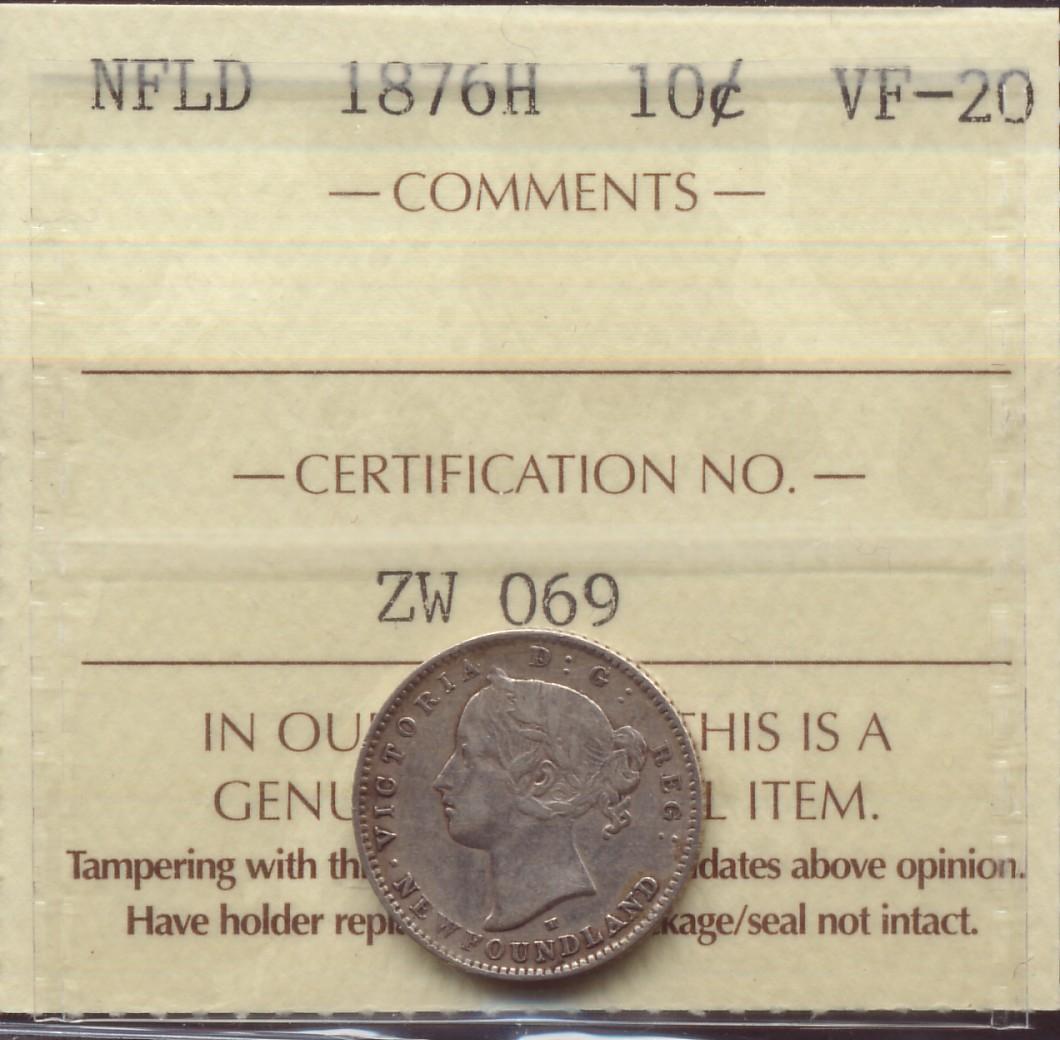 NFLD 1876H 10¢ VF-20
— COMMENTS —
— CERTIFICATION NO. —
ZW 069
IN OU THIS IS A
GENU L ITEM.
Tampering with th dates above opinion.
Have holder repl kage/seal not intact.
· VICTORIA D: G: REG: NEWFOUNDLAND
H